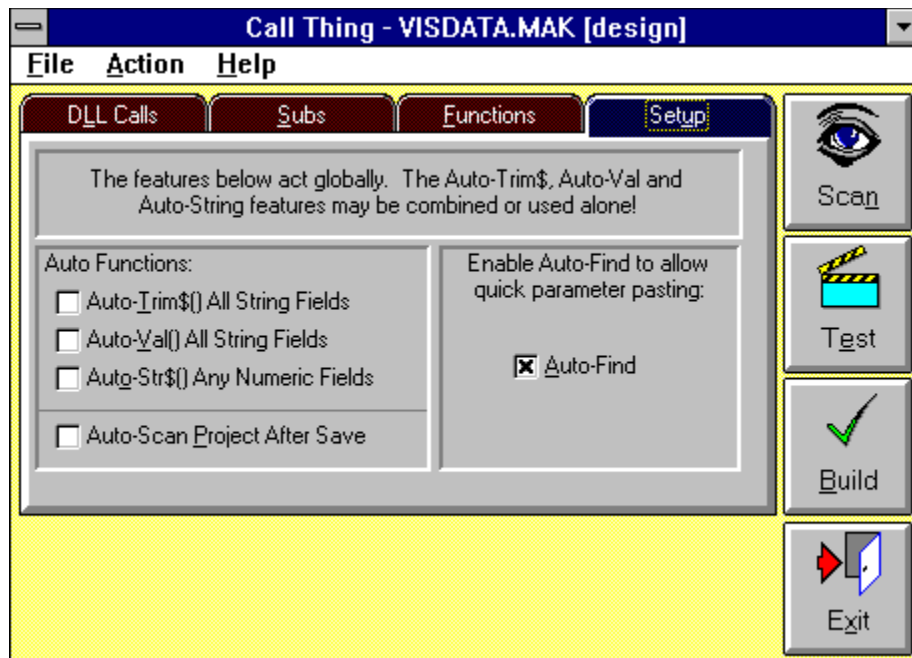 Call Thing - VISDATA.MAK [design]
File Action Help
DLL Calls Subs Functions Setup
The features below act globally. The Auto-Trim$, Auto-Val and
Auto-String features may be combined or used alone!
Auto Functions:
Auto-Trim$() All String Fields
Auto-Val() All String Fields
Auto-Str$() Any Numeric Fields
Auto-Scan Project After Save
Enable Auto-Find to allow
quick parameter pasting:
Auto-Find
Scan
Test
Build
Exit